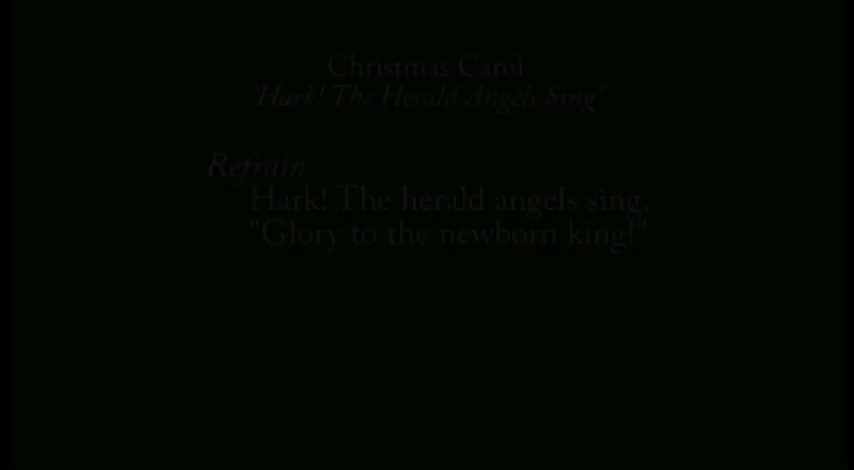 Christmas Carol
"Hark! The Herald Angels Sing"
Refrain
Hark! The herald angels sing,
"Glory to the newborn king!"